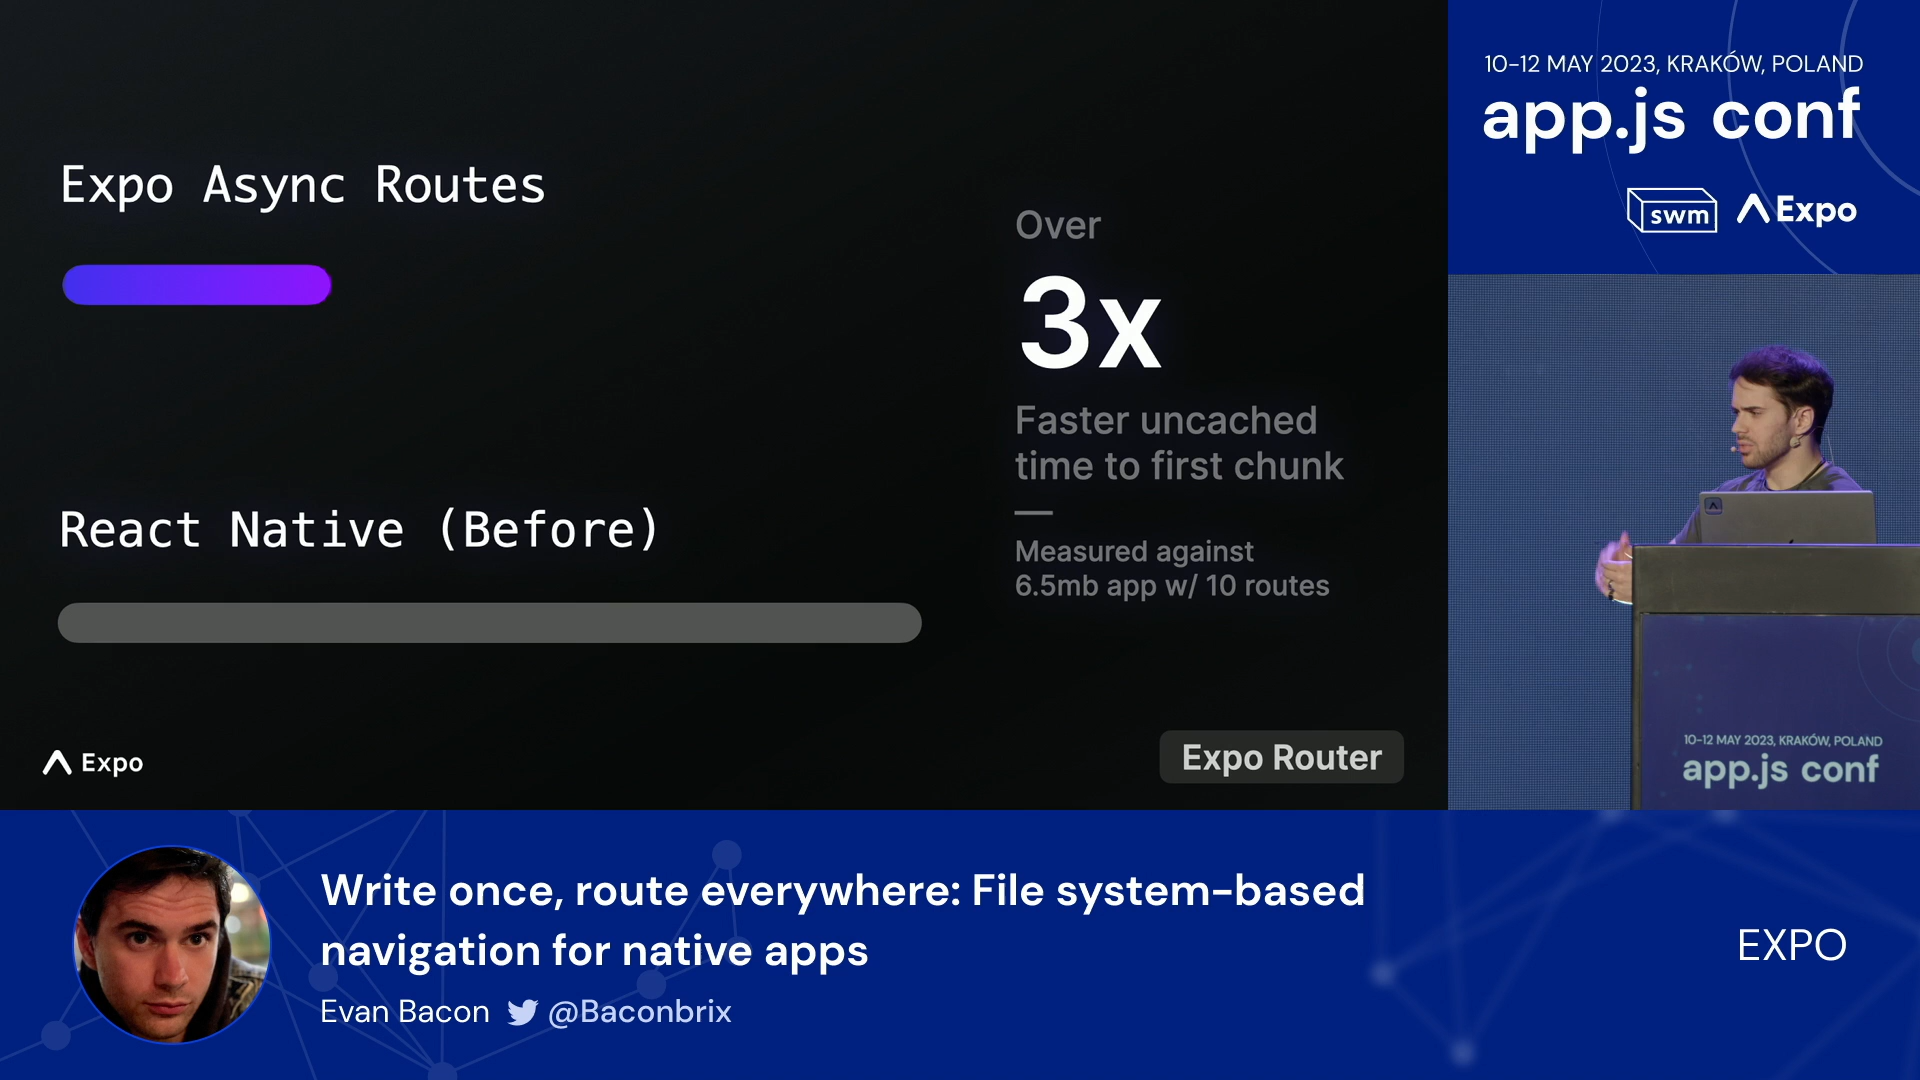 Expo Async Routes
React Native (Before)
Over
3x
Faster uncached
time to first chunk
Measured against
6.5mb app w/ 10 routes
Expo
Expo Router
10–12 MAY 2023, KRAKÓW, POLAND
app.js conf
swm
Expo
10–12 MAY 2023, KRAKÓW, POLAND
app.js conf
Write once, route everywhere: File system-based
navigation for native apps
Evan Bacon @Baconbrix
EXPO